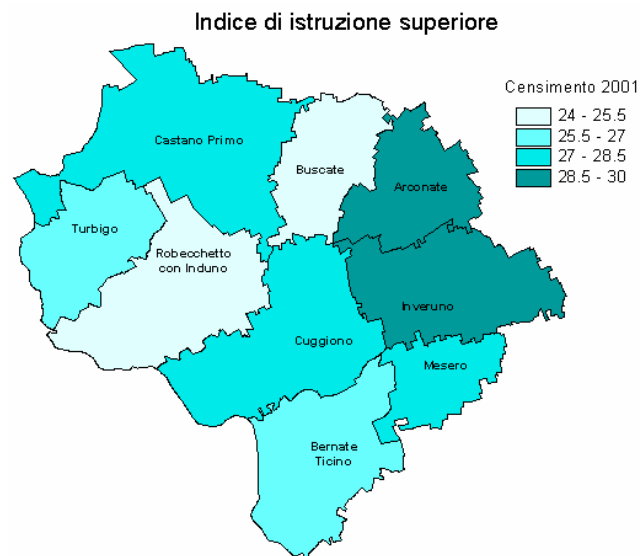 Indice di istruzione superiore
Censimento 2001
24 - 25.5
25.5 - 27
27 - 28.5
28.5 - 30
Castano Primo
Buscate
Arconate
Turbigo
Robecchetto
con Induno
Inveruno
Cuggiono
Mesero
Bernate
Ticino